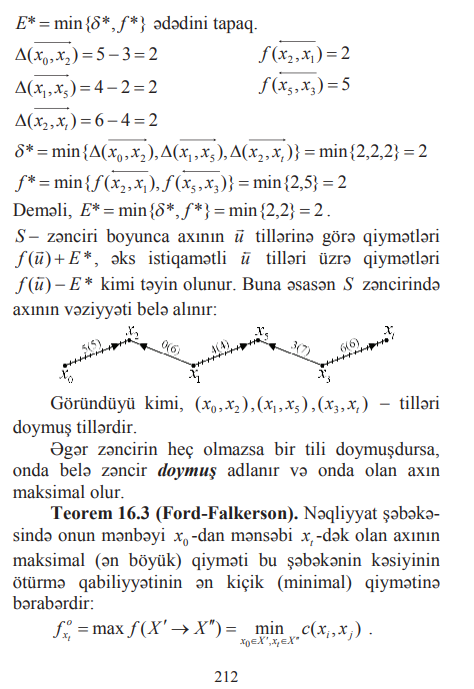 E* = min{δ*, f*} ədədini tapaq.
Δ(x₀, x₂) = 5 − 3 = 2 f(x₂, x₁) = 2
Δ(x₁, x₅) = 4 − 2 = 2 f(x₅, x₃) = 5
Δ(x₂, xₜ) = 6 − 4 = 2
δ* = min{Δ(x₀, x₂), Δ(x₁, x₅), Δ(x₂, xₜ)} = min{2,2,2} = 2
f* = min{f(x₂, x₁), f(x₅, x₃)} = min{2,5} = 2
Deməli, E* = min{δ*, f*} = min{2,2} = 2.
S − zənciri boyunca axının u⃗ tillərinə görə qiymətləri
f(u⃗) + E*, əks istiqamətli u⃗ tilləri üzrə qiymətləri
f(u⃗) − E* kimi təyin olunur. Buna əsasən S zəncirində
axının vəziyyəti belə alınır:
x₂ x₅ xₜ
5(5) 0(6) 4(4) 3(7) 6(6)
x₀ x₁ x₃
Göründüyü kimi, (x₀, x₂), (x₁, x₅), (x₃, xₜ) – tilləri
doymuş tillərdir.
Əgər zəncirin heç olmazsa bir tili doymuşdursa,
onda belə zəncir doymuş adlanır və onda olan axın
maksimal olur.
Teorem 16.3 (Ford-Falkerson). Nəqliyyat şəbəkə-
sində onun mənbəyi x₀-dan mənsəbi xₜ-dək olan axının
maksimal (ən böyük) qiyməti bu şəbəkənin kəsiyinin
ötürmə qabiliyyətinin ən kiçik (minimal) qiymətinə
bərabərdir:
f°ₓₜ = max f(X′ → X″) = min c(xᵢ, xⱼ) .
x₀∈X′, xₜ∈X″
212